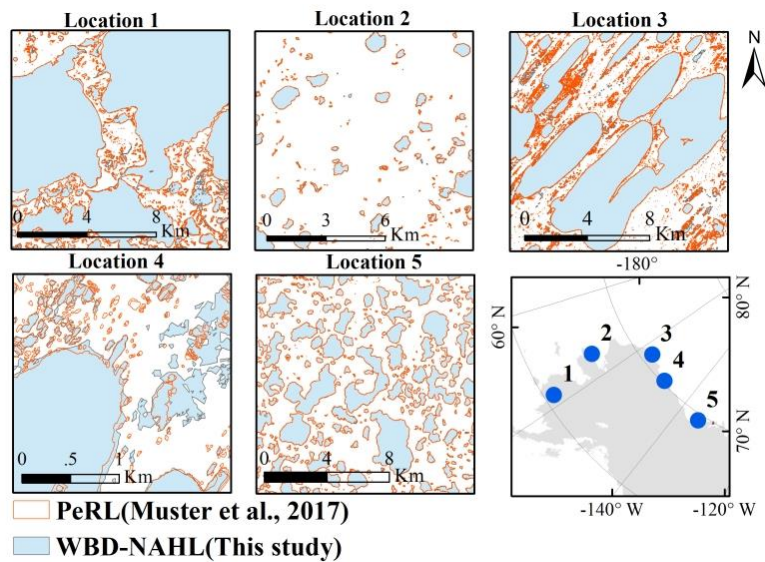 Location 1
Location 2
Location 3
N
0 4 8
Km
0 3 6
Km
0 4 8
Km
Location 4
Location 5
-180°
0 .5 1
Km
0 4 8
Km
60° N
80° N
70° N
1
2
3
4
5
-140° W
-120° W
PeRL(Muster et al., 2017)
WBD-NAHL(This study)